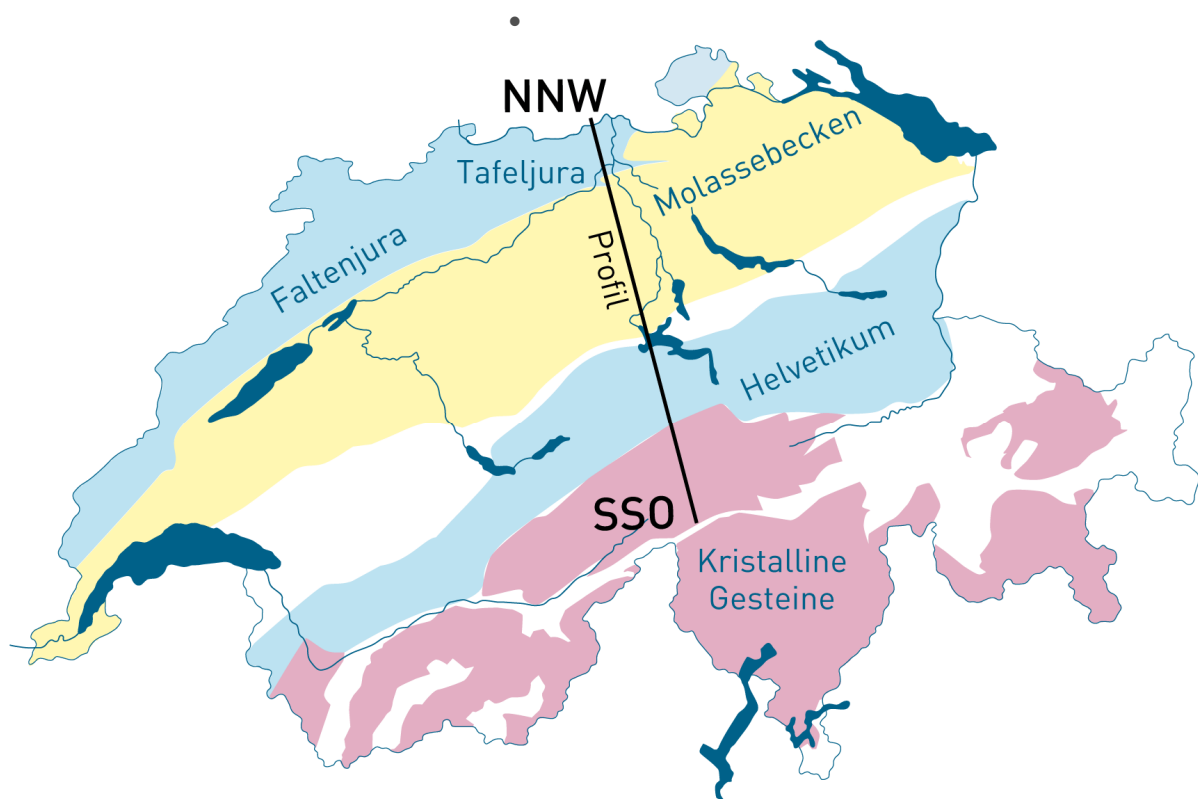 NNW
Tafeljura
Molassebecken
Faltenjura
Profil
Helvetikum
SSO
Kristalline
Gesteine